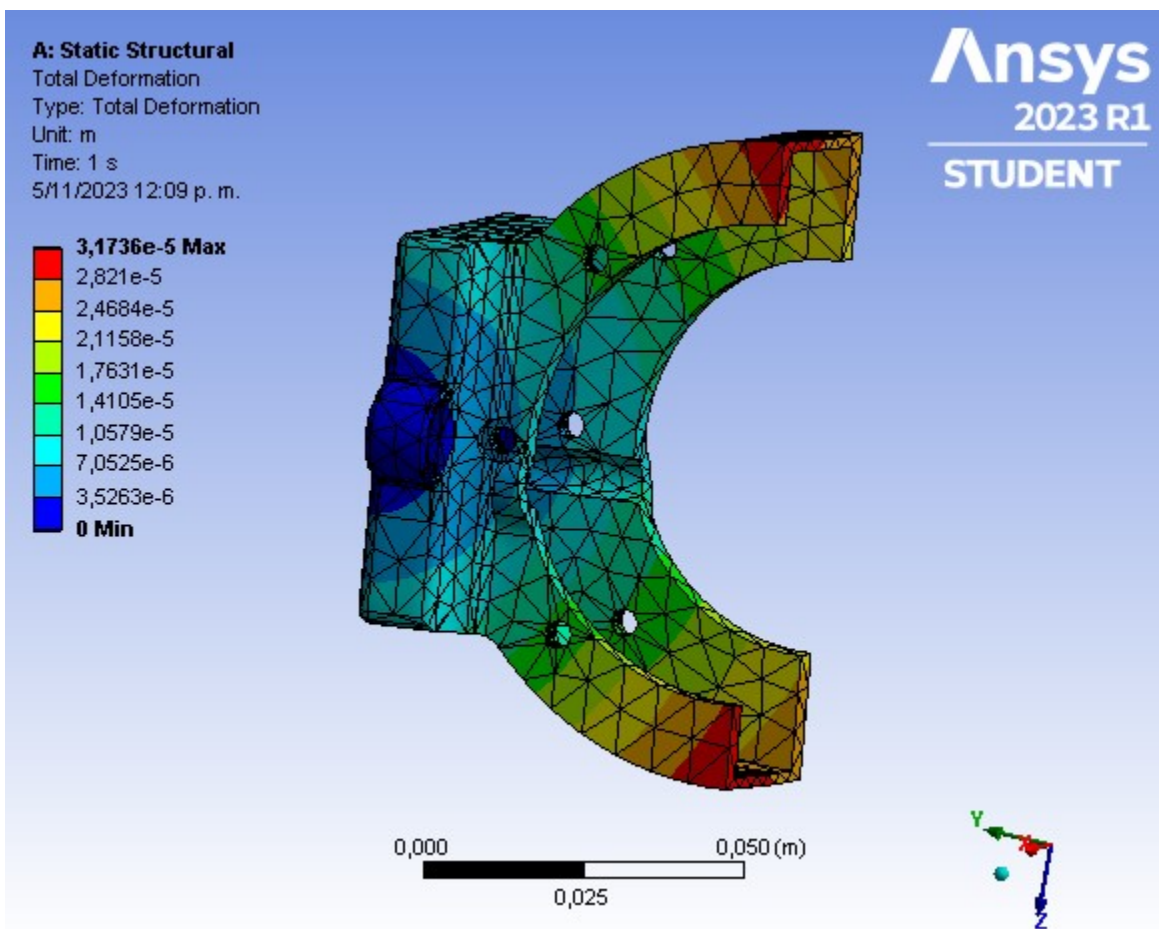 A: Static Structural
Total Deformation
Type: Total Deformation
Unit: m
Time: 1 s
5/11/2023 12:09 p. m.
3,1736e-5 Max
2,821e-5
2,4684e-5
2,1158e-5
1,7631e-5
1,4105e-5
1,0579e-5
7,0525e-6
3,5263e-6
0 Min
Ansys
2023 R1
STUDENT
0,000
0,050 (m)
0,025
Y
X
Z